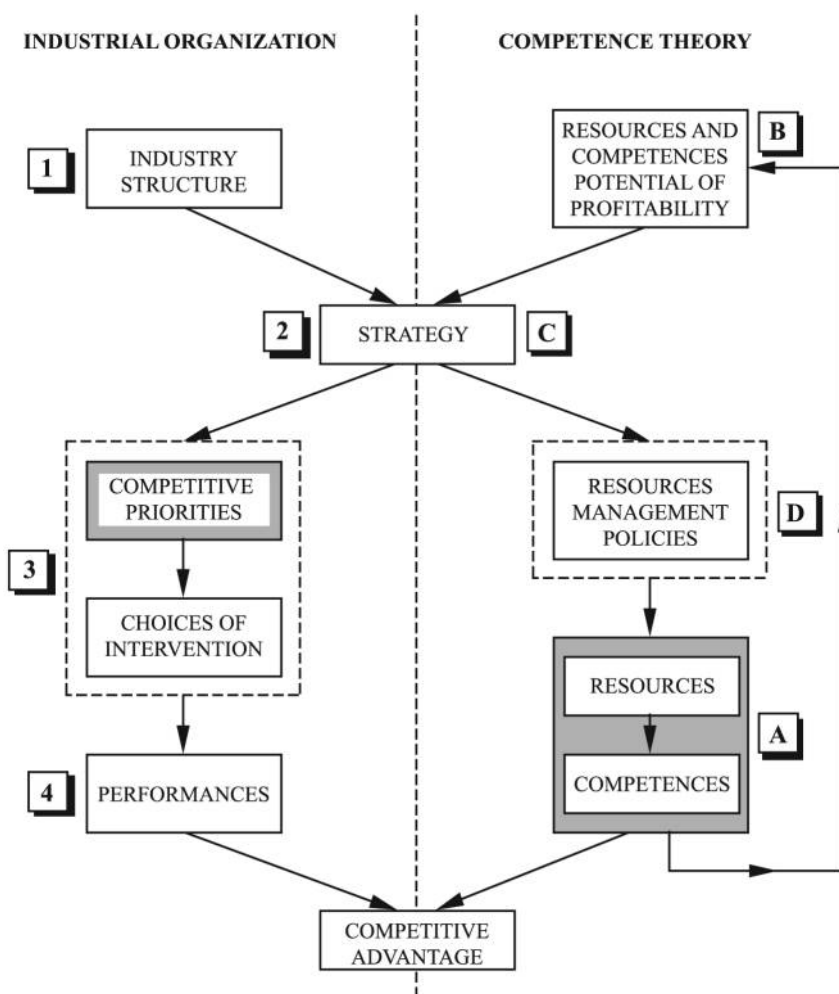 INDUSTRIAL ORGANIZATION
COMPETENCE THEORY
1
INDUSTRY
STRUCTURE
RESOURCES AND
COMPETENCES
POTENTIAL OF
PROFITABILITY
B
2
STRATEGY
C
3
COMPETITIVE
PRIORITIES
CHOICES OF
INTERVENTION
RESOURCES
MANAGEMENT
POLICIES
D
RESOURCES
COMPETENCES
A
4
PERFORMANCES
COMPETITIVE
ADVANTAGE